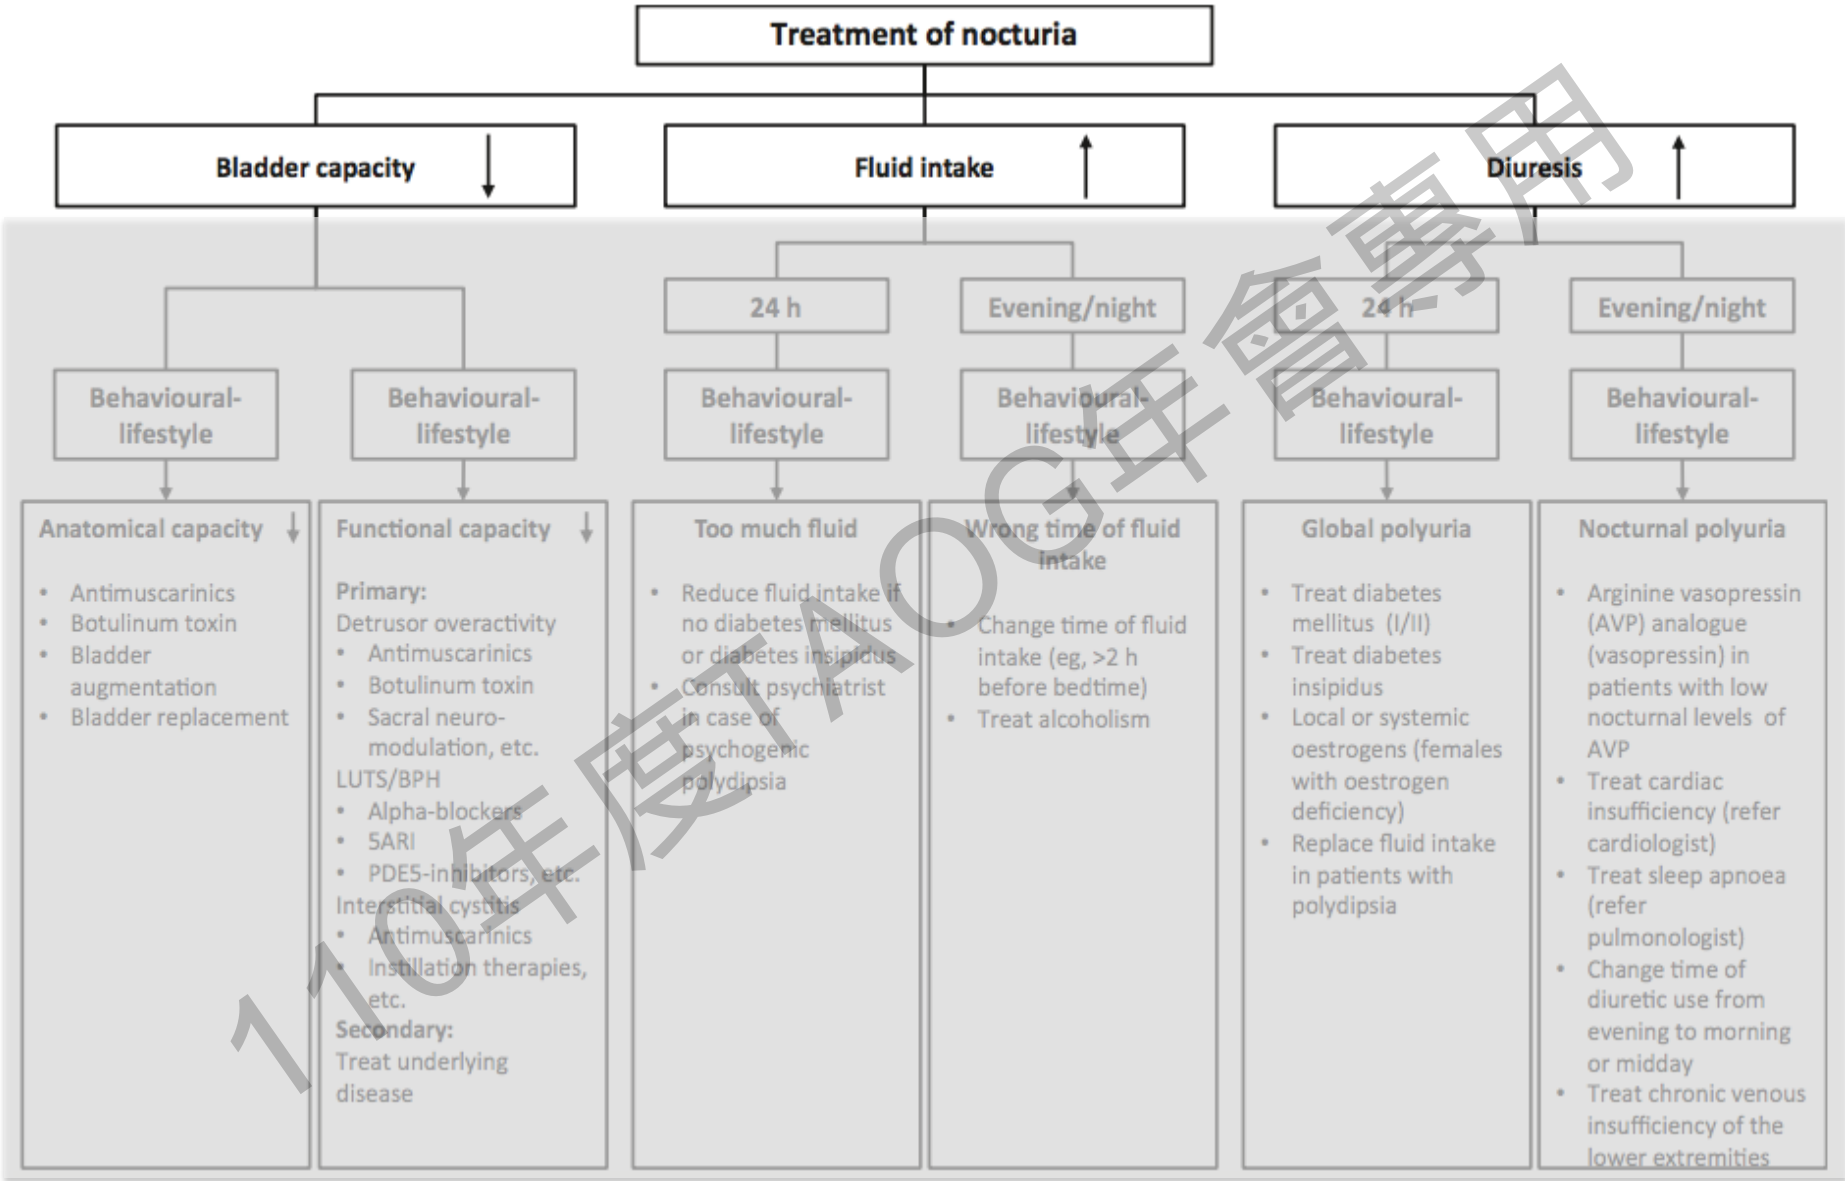 Treatment of nocturia
Bladder capacity ↓
Fluid intake ↑
Diuresis ↑
24 h
Evening/night
24 h
Evening/night
Behavioural-
lifestyle
Behavioural-
lifestyle
Behavioural-
lifestyle
Behavioural-
lifestyle
Behavioural-
lifestyle
Behavioural-
lifestyle
Anatomical capacity ↓
• Antimuscarinics
• Botulinum toxin
• Bladder
augmentation
• Bladder replacement
Functional capacity ↓
Primary:
Detrusor overactivity
• Antimuscarinics
• Botulinum toxin
• Sacral neuro-
modulation, etc.
LUTS/BPH
• Alpha-blockers
• 5ARI
• PDE5-inhibitors, etc.
Interstitial cystitis
• Antimuscarinics
• Instillation therapies,
etc.
Secondary:
Treat underlying
disease
Too much fluid
• Reduce fluid intake if
no diabetes mellitus
or diabetes insipidus
• Consult psychiatrist
in case of
psychogenic
polydipsia
Wrong time of fluid
intake
• Change time of fluid
intake (eg, >2 h
before bedtime)
• Treat alcoholism
Global polyuria
• Treat diabetes
mellitus (I/II)
• Treat diabetes
insipidus
• Local or systemic
oestrogens (females
with oestrogen
deficiency)
• Replace fluid intake
in patients with
polydipsia
Nocturnal polyuria
• Arginine vasopressin
(AVP) analogue
(vasopressin) in
patients with low
nocturnal levels of
AVP
• Treat cardiac
insufficiency (refer
cardiologist)
• Treat sleep apnoea
(refer
pulmonologist)
• Change time of
diuretic use from
evening to morning
or midday
• Treat chronic venous
insufficiency of the
lower extremities
110年度TAOG年會專用